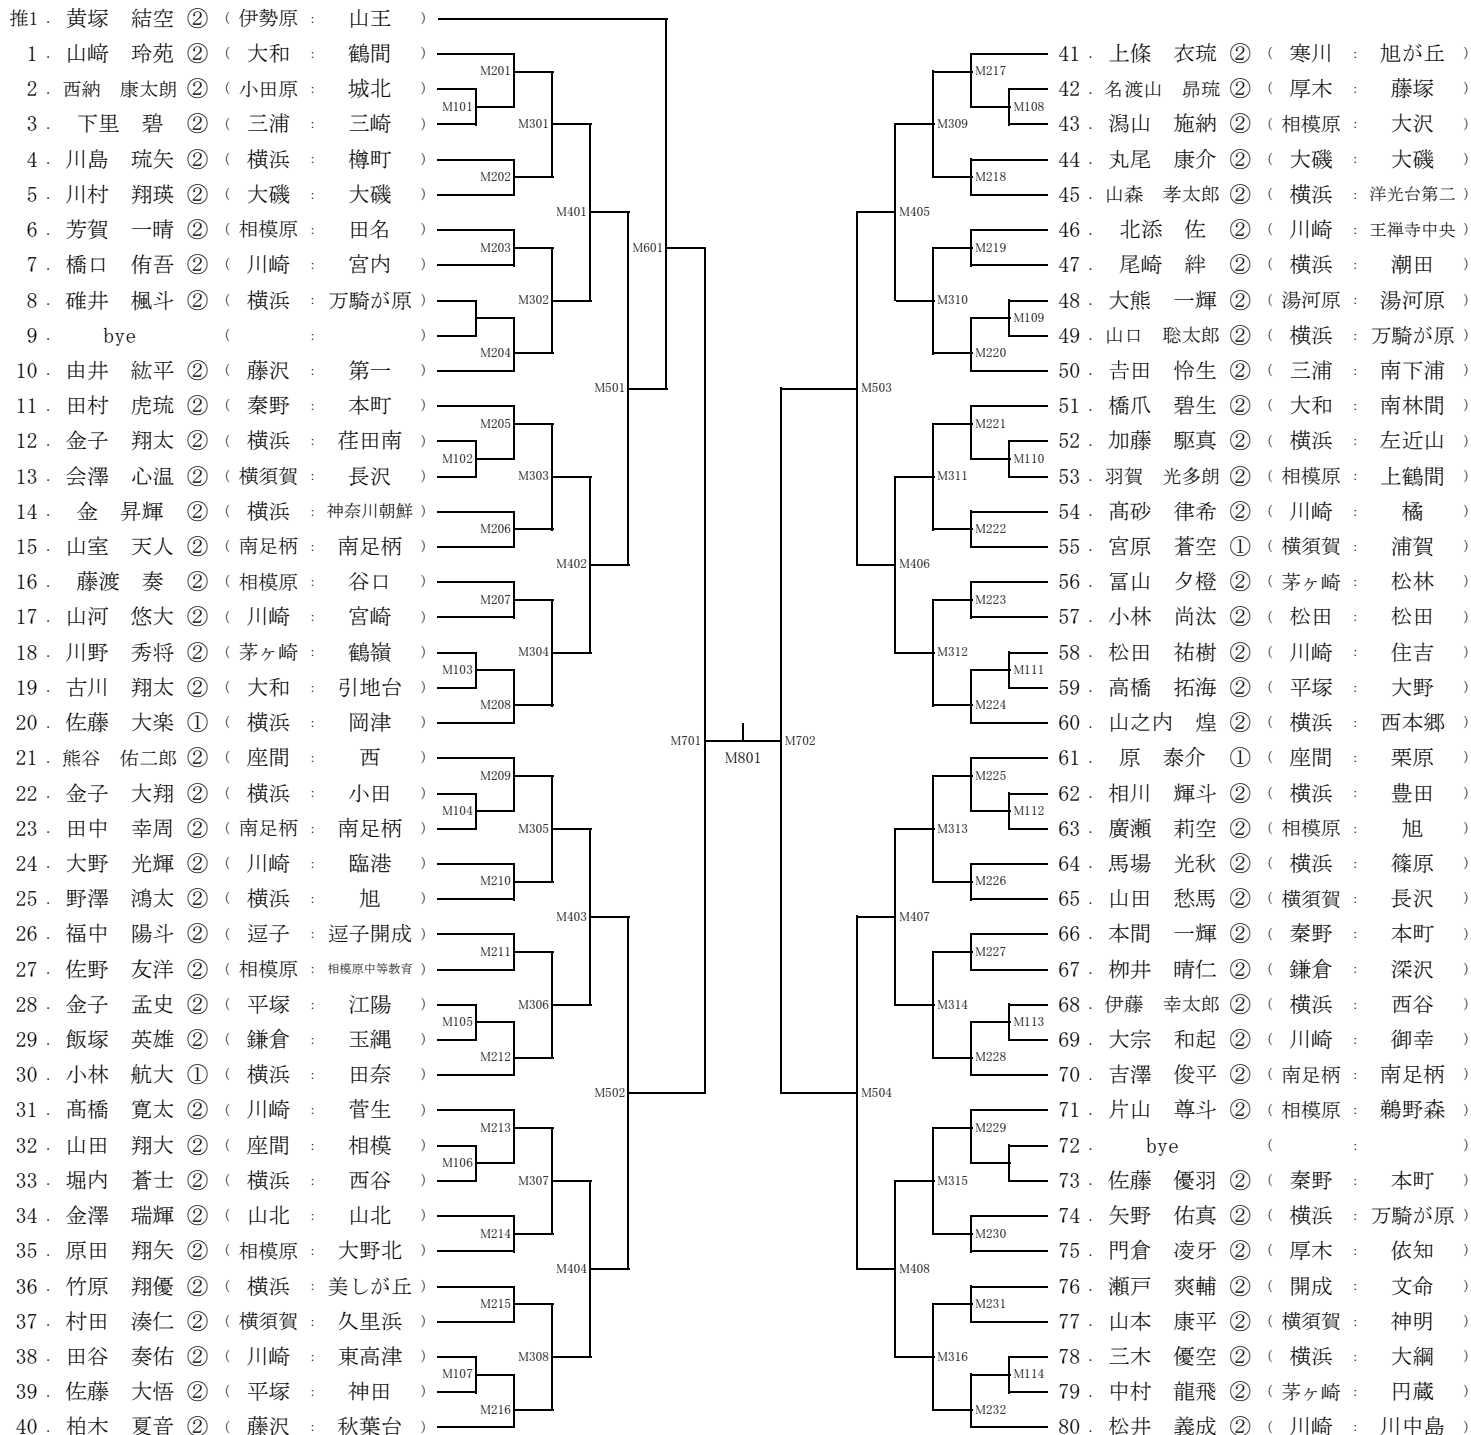 推1 . 黄塚　結空 ② ( 伊勢原 : 山王 )
1 . 山﨑　玲苑 ② ( 大和 : 鶴間 )
2 . 西納　康太朗 ② ( 小田原 : 城北 )
3 . 下里　碧 ② ( 三浦 : 三崎 )
4 . 川島　琉矢 ② ( 横浜 : 樽町 )
5 . 川村　翔瑛 ② ( 大磯 : 大磯 )
6 . 芳賀　一晴 ② ( 相模原 : 田名 )
7 . 橋口　侑吾 ② ( 川崎 : 宮内 )
8 . 碓井　楓斗 ② ( 横浜 : 万騎が原 )
9 . bye ( : )
10 . 由井　紘平 ② ( 藤沢 : 第一 )
11 . 田村　虎琉 ② ( 秦野 : 本町 )
12 . 金子　翔太 ② ( 横浜 : 荏田南 )
13 . 会澤　心温 ② ( 横須賀 : 長沢 )
14 . 金　昇輝 ② ( 横浜 : 神奈川朝鮮 )
15 . 山室　天人 ② ( 南足柄 : 南足柄 )
16 . 藤渡　奏 ② ( 相模原 : 谷口 )
17 . 山河　悠大 ② ( 川崎 : 宮崎 )
18 . 川野　秀将 ② ( 茅ヶ崎 : 鶴嶺 )
19 . 古川　翔太 ② ( 大和 : 引地台 )
20 . 佐藤　大楽 ① ( 横浜 : 岡津 )
21 . 熊谷　佑二郎 ② ( 座間 : 西 )
22 . 金子　大翔 ② ( 横浜 : 小田 )
23 . 田中　幸周 ② ( 南足柄 : 南足柄 )
24 . 大野　光輝 ② ( 川崎 : 臨港 )
25 . 野澤　鴻太 ② ( 横浜 : 旭 )
26 . 福中　陽斗 ② ( 逗子 : 逗子開成 )
27 . 佐野　友洋 ② ( 相模原 : 相模原中等教育 )
28 . 金子　孟史 ② ( 平塚 : 江陽 )
29 . 飯塚　英雄 ② ( 鎌倉 : 玉縄 )
30 . 小林　航大 ① ( 横浜 : 田奈 )
31 . 髙橋　寛太 ② ( 川崎 : 菅生 )
32 . 山田　翔大 ② ( 座間 : 相模 )
33 . 堀内　蒼士 ② ( 横浜 : 西谷 )
34 . 金澤　瑞輝 ② ( 山北 : 山北 )
35 . 原田　翔矢 ② ( 相模原 : 大野北 )
36 . 竹原　翔優 ② ( 横浜 : 美しが丘 )
37 . 村田　湊仁 ② ( 横須賀 : 久里浜 )
38 . 田谷　奏佑 ② ( 川崎 : 東高津 )
39 . 佐藤　大悟 ② ( 平塚 : 神田 )
40 . 柏木　夏音 ② ( 藤沢 : 秋葉台 )
M101
M102
M103
M104
M105
M106
M107
M201
M202
M203
M204
M205
M206
M207
M208
M209
M210
M211
M212
M213
M214
M215
M216
M301
M302
M303
M304
M305
M306
M307
M308
M401
M402
M403
M404
M501
M502
M601
M701
M801
M702
M503
M504
M405
M406
M407
M408
M309
M310
M311
M312
M313
M314
M315
M316
M217
M218
M219
M220
M221
M222
M223
M224
M225
M226
M227
M228
M229
M230
M231
M232
M108
M109
M110
M111
M112
M113
M114
41 . 上條　衣琉 ② ( 寒川 : 旭が丘 )
42 . 名渡山　昴琉 ② ( 厚木 : 藤塚 )
43 . 潟山　施納 ② ( 相模原 : 大沢 )
44 . 丸尾　康介 ② ( 大磯 : 大磯 )
45 . 山森　孝太郎 ② ( 横浜 : 洋光台第二 )
46 . 北添　佐 ② ( 川崎 : 王禅寺中央 )
47 . 尾崎　絆 ② ( 横浜 : 潮田 )
48 . 大熊　一輝 ② ( 湯河原 : 湯河原 )
49 . 山口　聡太郎 ② ( 横浜 : 万騎が原 )
50 . 𠮷田　怜生 ② ( 三浦 : 南下浦 )
51 . 橋爪　碧生 ② ( 大和 : 南林間 )
52 . 加藤　駆真 ② ( 横浜 : 左近山 )
53 . 羽賀　光多朗 ② ( 相模原 : 上鶴間 )
54 . 髙砂　律希 ② ( 川崎 : 橘 )
55 . 宮原　蒼空 ① ( 横須賀 : 浦賀 )
56 . 冨山　夕橙 ② ( 茅ヶ崎 : 松林 )
57 . 小林　尚汰 ② ( 松田 : 松田 )
58 . 松田　祐樹 ② ( 川崎 : 住吉 )
59 . 高橋　拓海 ② ( 平塚 : 大野 )
60 . 山之内　煌 ② ( 横浜 : 西本郷 )
61 . 原　泰介 ① ( 座間 : 栗原 )
62 . 相川　輝斗 ② ( 横浜 : 豊田 )
63 . 廣瀬　莉空 ② ( 相模原 : 旭 )
64 . 馬場　光秋 ② ( 横浜 : 篠原 )
65 . 山田　愁馬 ② ( 横須賀 : 長沢 )
66 . 本間　一輝 ② ( 秦野 : 本町 )
67 . 栁井　晴仁 ② ( 鎌倉 : 深沢 )
68 . 伊藤　幸太郎 ② ( 横浜 : 西谷 )
69 . 大宗　和起 ② ( 川崎 : 御幸 )
70 . 吉澤　俊平 ② ( 南足柄 : 南足柄 )
71 . 片山　尊斗 ② ( 相模原 : 鵜野森 )
72 . bye ( : )
73 . 佐藤　優羽 ② ( 秦野 : 本町 )
74 . 矢野　佑真 ② ( 横浜 : 万騎が原 )
75 . 門倉　凌牙 ② ( 厚木 : 依知 )
76 . 瀬戸　爽輔 ② ( 開成 : 文命 )
77 . 山本　康平 ② ( 横須賀 : 神明 )
78 . 三木　優空 ② ( 横浜 : 大綱 )
79 . 中村　龍飛 ② ( 茅ヶ崎 : 円蔵 )
80 . 松井　義成 ② ( 川崎 : 川中島 )